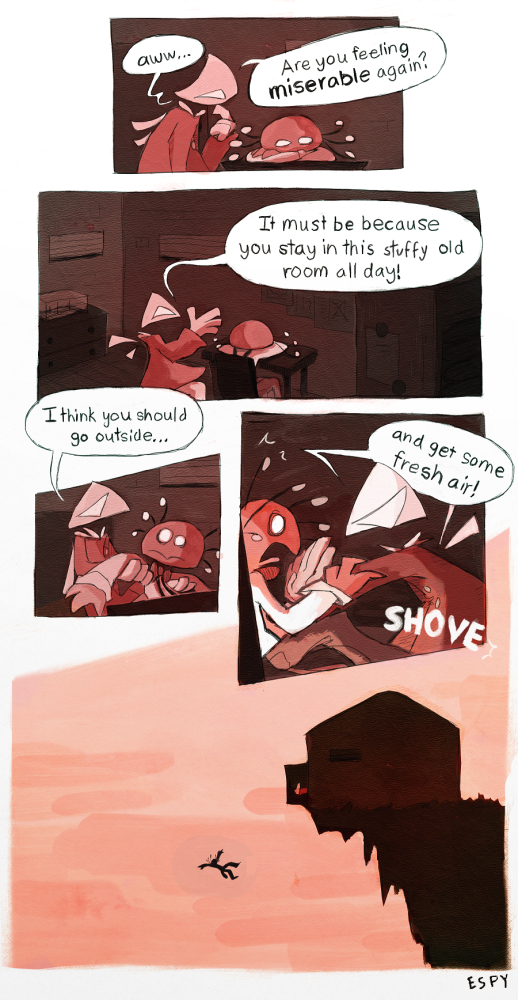 aww...
Are you feeling
miserable again?
It must be because
you stay in this stuffy old
room all day!
I think you should
go outside...
and get some
fresh air!
SHOVE
ESPY